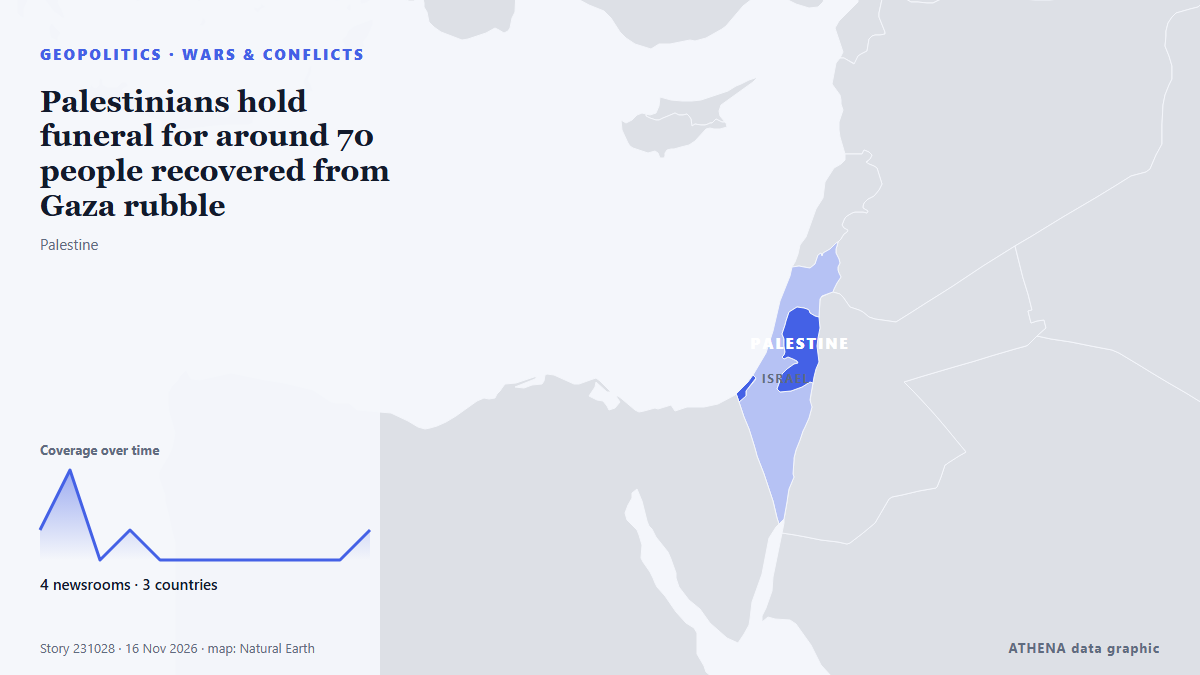 GEOPOLITICS · WARS & CONFLICTS
Palestinians hold
funeral for around 70
people recovered from
Gaza rubble
Palestine
PALESTINE
ISRAEL
Coverage over time
4 newsrooms · 3 countries
Story 231028 · 16 Nov 2026 · map: Natural Earth
ATHENA data graphic